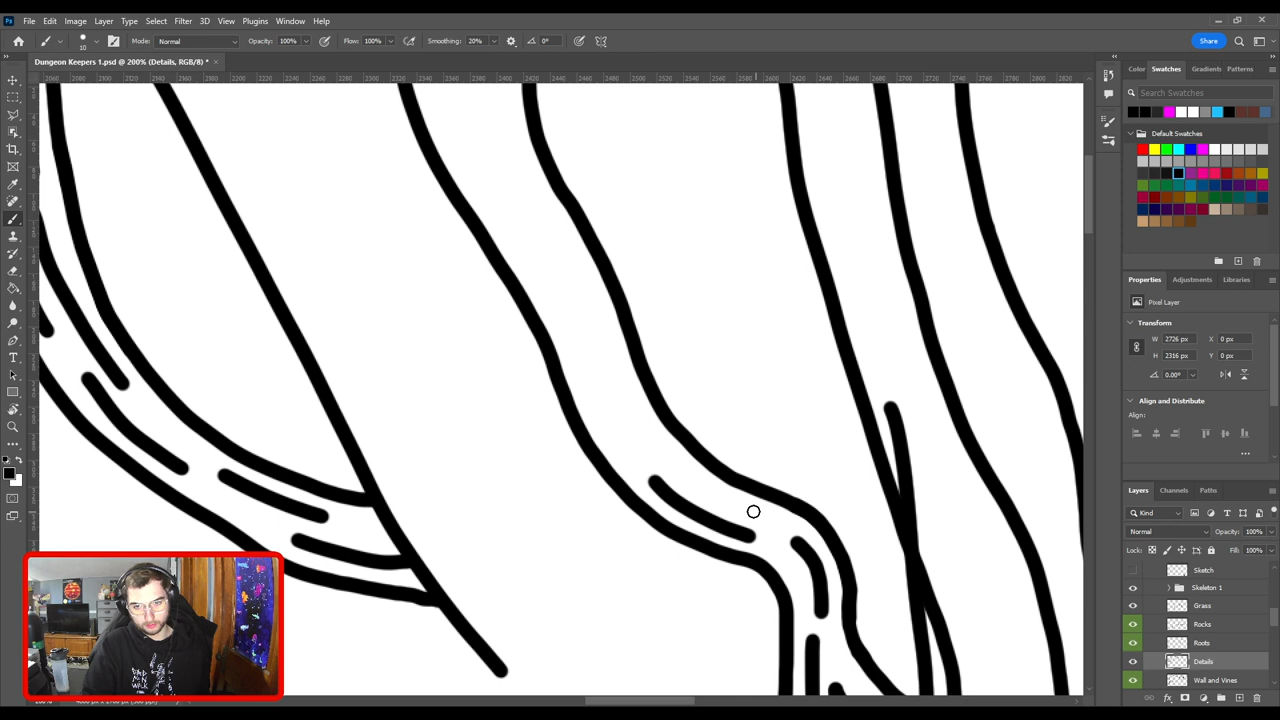 Ps File Edit Image Layer Type Select Filter 3D View Plugins Window Help
10 Mode: Normal Opacity: 100% Flow: 100% Smoothing: 20% 0° Share
Dungeon Keepers 1.psd @ 200% (Details, RGB/8) * ×
Color Swatches Gradients Patterns
Search Swatches
Default Swatches
Properties Adjustments Libraries
Pixel Layer
Transform
W 2726 px X 0 px
H 2316 px Y 0 px
0.00°
Align and Distribute
Align:
Layers Channels Paths
Kind
Normal Opacity: 100%
Lock: Fill: 100%
Sketch
Skeleton 1
Grass
Rocks
Roots
Details
Wall and Vines